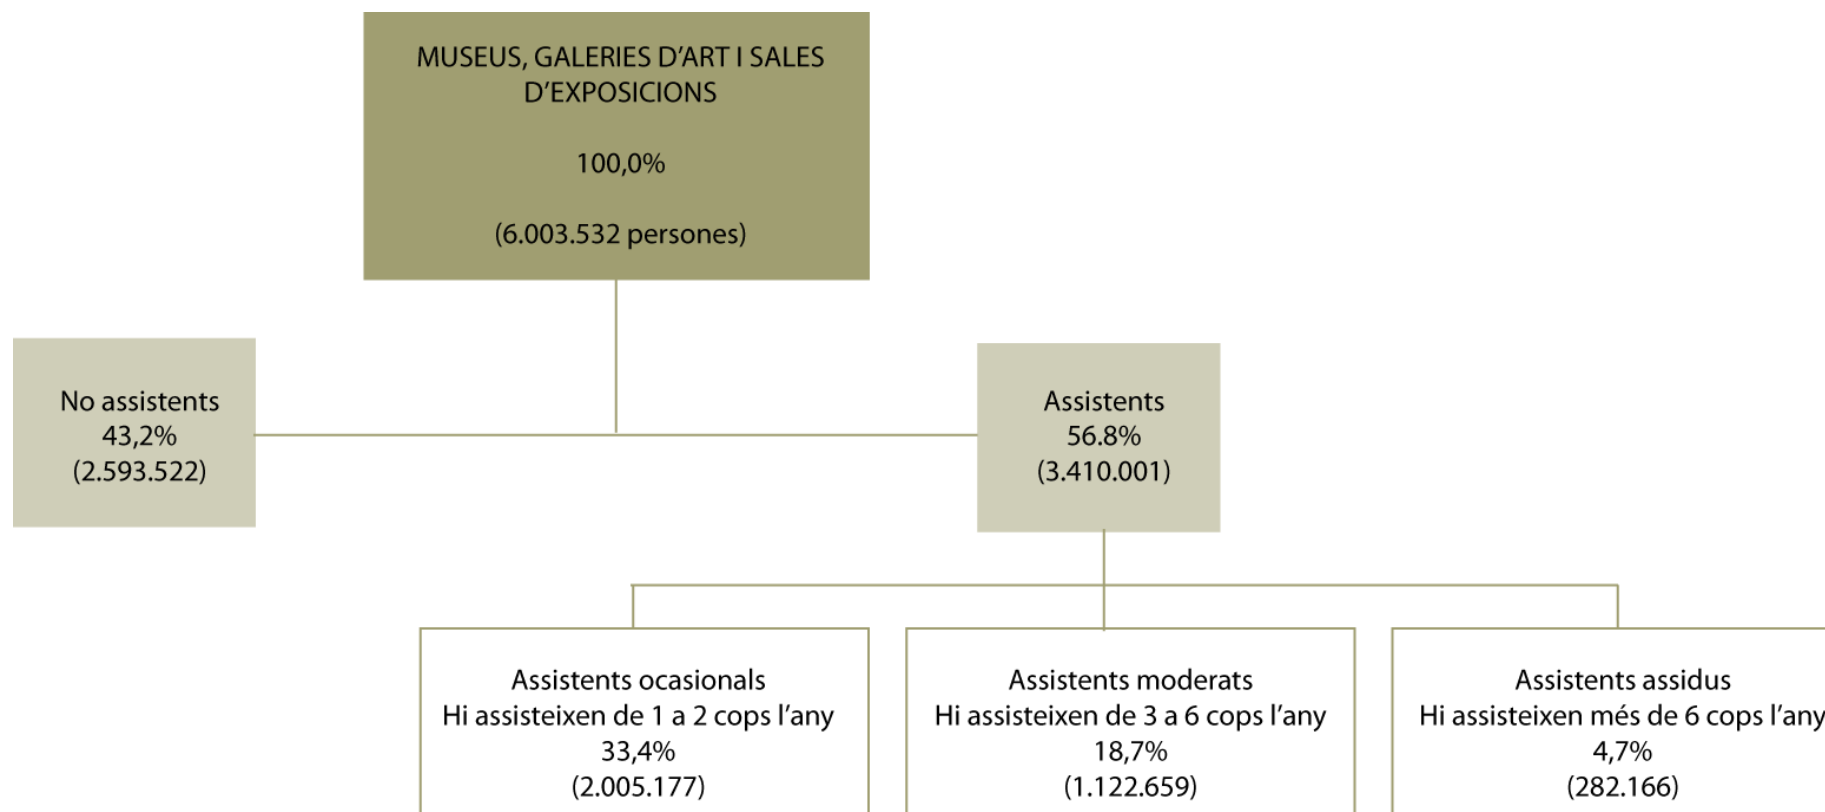 MUSEUS, GALERIES D’ART I SALES
D’EXPOSICIONS
100,0%
(6.003.532 persones)
No assistents
43,2%
(2.593.522)
Assistents
56.8%
(3.410.001)
Assistents ocasionals
Hi assisteixen de 1 a 2 cops l’any
33,4%
(2.005.177)
Assistents moderats
Hi assisteixen de 3 a 6 cops l’any
18,7%
(1.122.659)
Assistents assidus
Hi assisteixen més de 6 cops l’any
4,7%
(282.166)